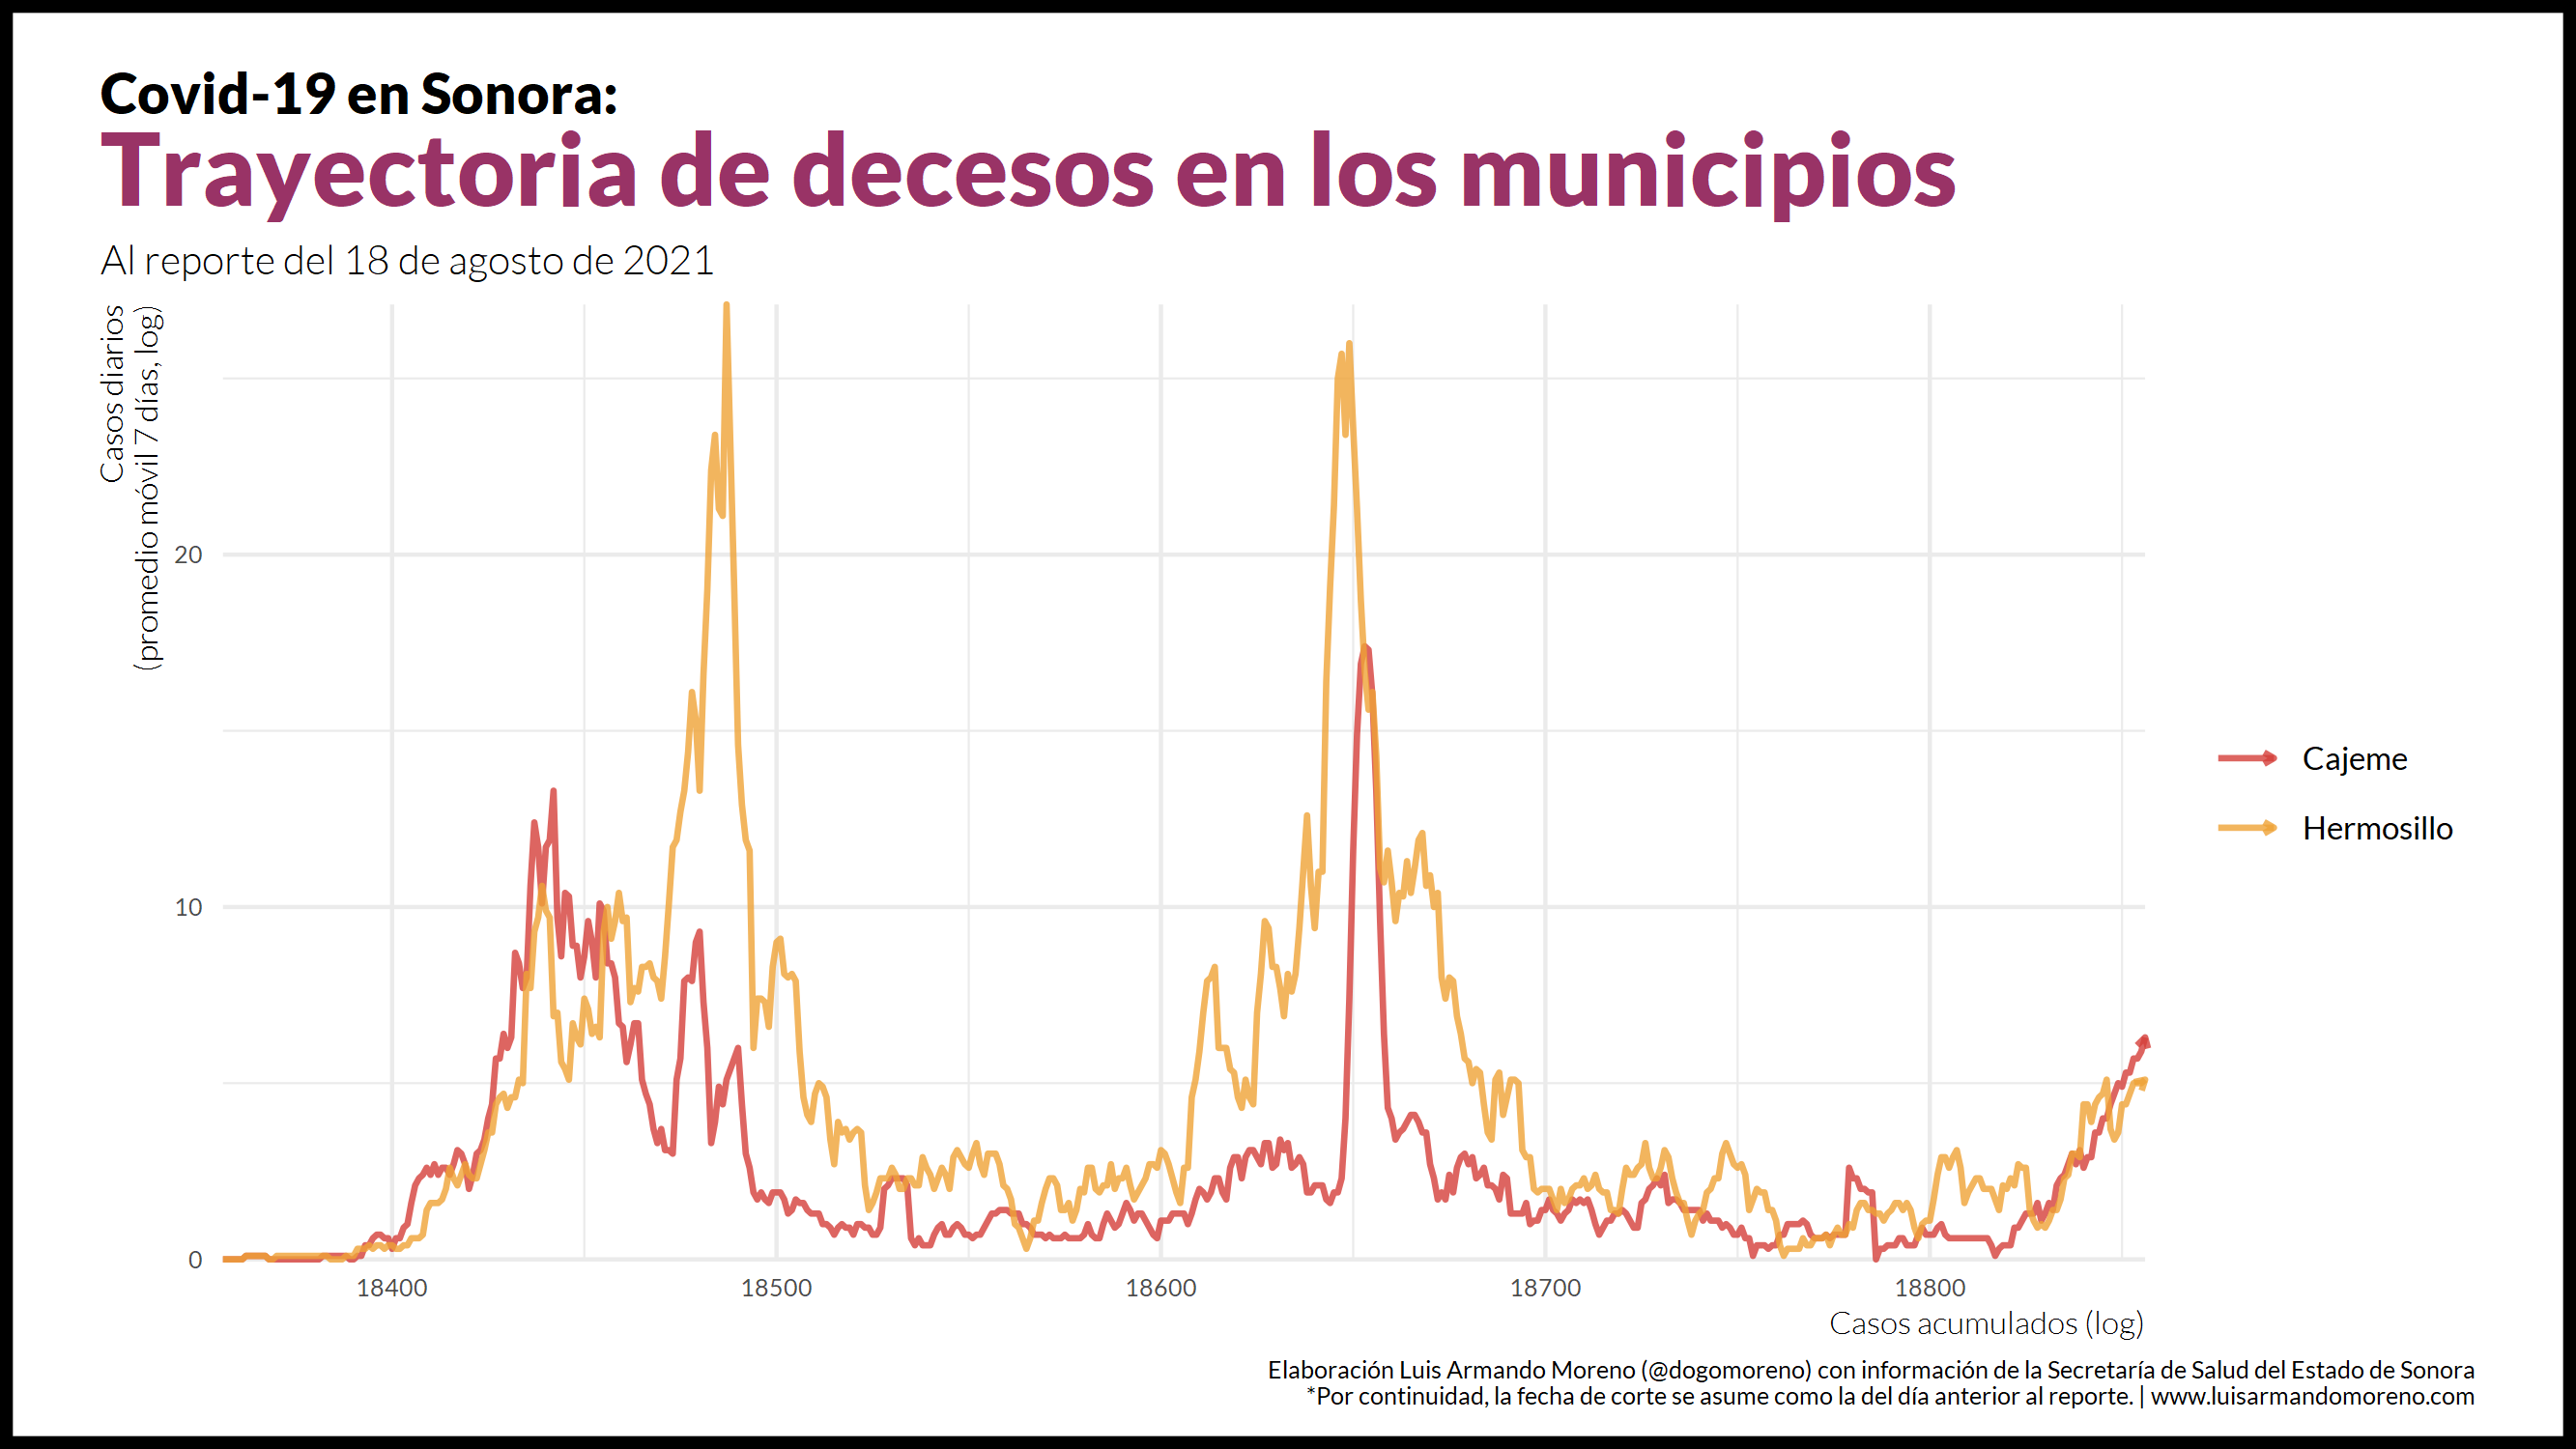 Covid-19 en Sonora:
Trayectoria de decesos en los municipios
Al reporte del 18 de agosto de 2021
Casos diarios
(promedio móvil 7 días, log)
20
10
0
18400
18500
18600
18700
18800
Casos acumulados (log)
Cajeme
Hermosillo
Elaboración Luis Armando Moreno (@dogomoreno) con información de la Secretaría de Salud del Estado de Sonora
*Por continuidad, la fecha de corte se asume como la del día anterior al reporte. | www.luisarmandomoreno.com